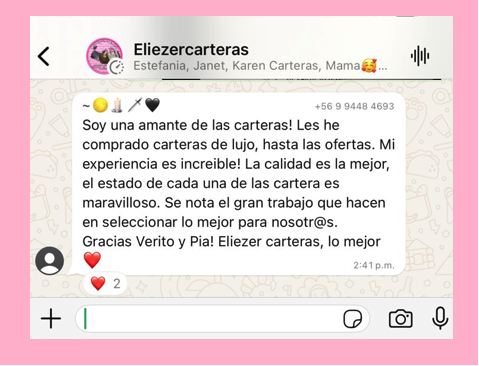 Eliezercarteras
Estefania, Janet, Karen Carteras, Mama🥰...
~🌕🕯️🗡️🖤 +56 9 9448 4693
Soy una amante de las carteras! Les he
comprado carteras de lujo, hasta las ofertas. Mi
experiencia es increible! La calidad es la mejor,
el estado de cada una de las cartera es
maravilloso. Se nota el gran trabajo que hacen
en seleccionar lo mejor para nosotr@s.
Gracias Verito y Pia! Eliezer carteras, lo mejor
❤️
2:41 p.m.
❤️ 2